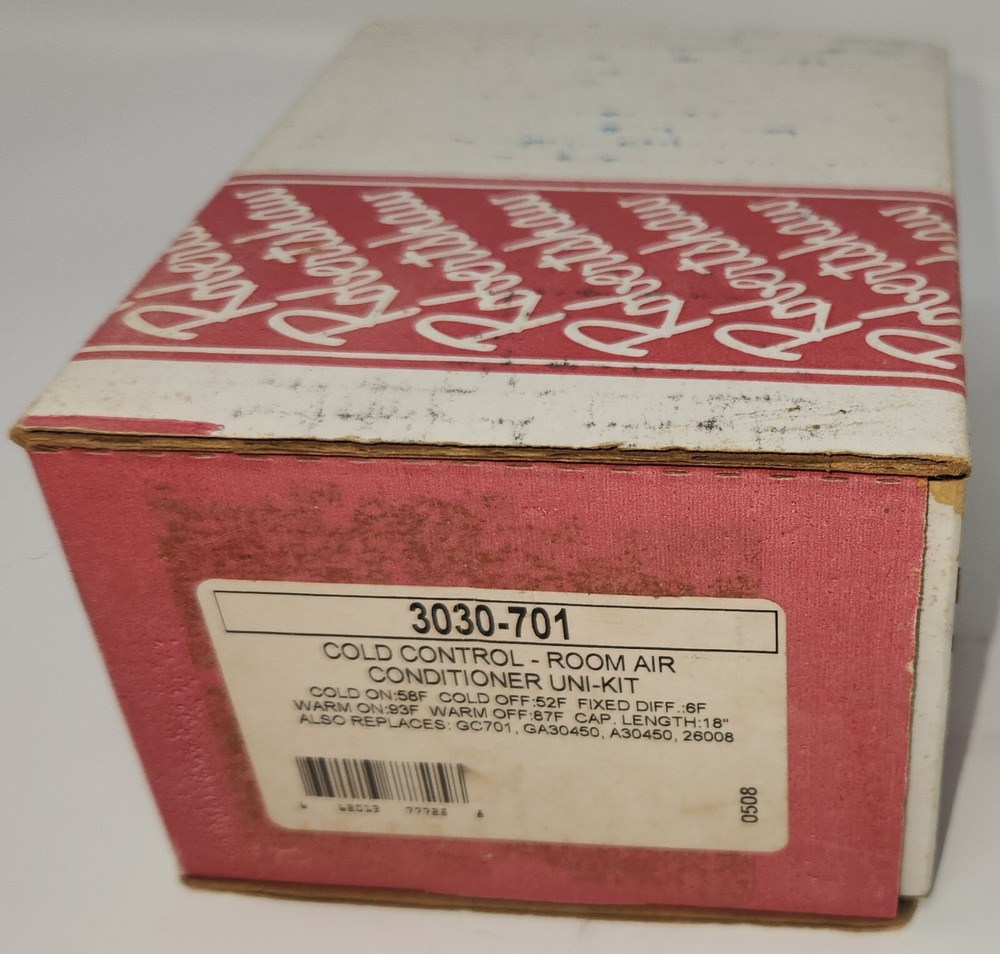 Robertshaw Robertshaw Robertshaw Robertshaw Robertshaw Robertshaw
3030-701
COLD CONTROL - ROOM AIR
CONDITIONER UNI-KIT
COLD ON:58F COLD OFF:52F FIXED DIFF.:6F
WARM ON:93F WARM OFF:87F CAP. LENGTH:18"
ALSO REPLACES: GC701, GA30450, A30450, 26008
0508